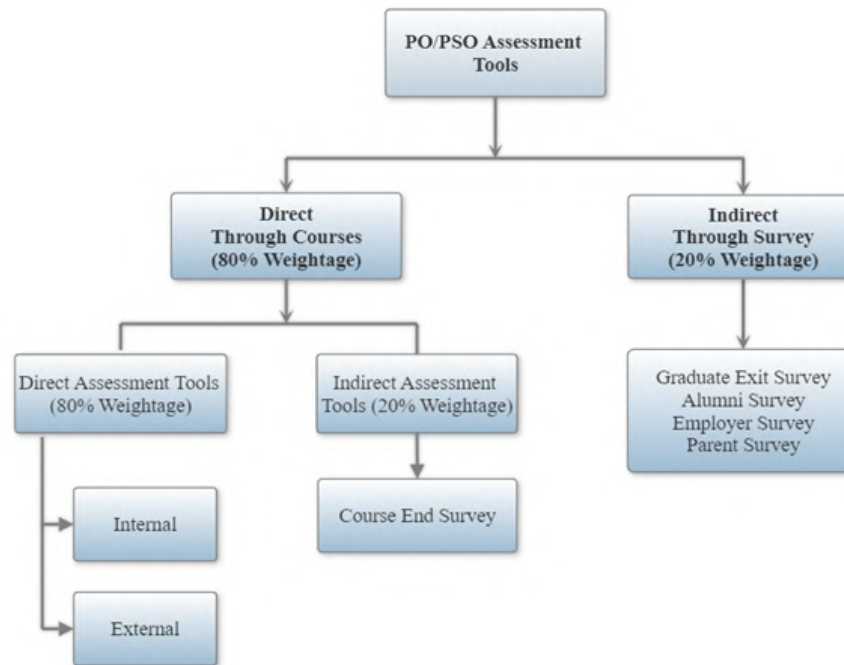 PO/PSO Assessment
Tools
Direct
Through Courses
(80% Weightage)
Indirect
Through Survey
(20% Weightage)
Direct Assessment Tools
(80% Weightage)
Indirect Assessment
Tools (20% Weightage)
Graduate Exit Survey
Alumni Survey
Employer Survey
Parent Survey
Internal
Course End Survey
External